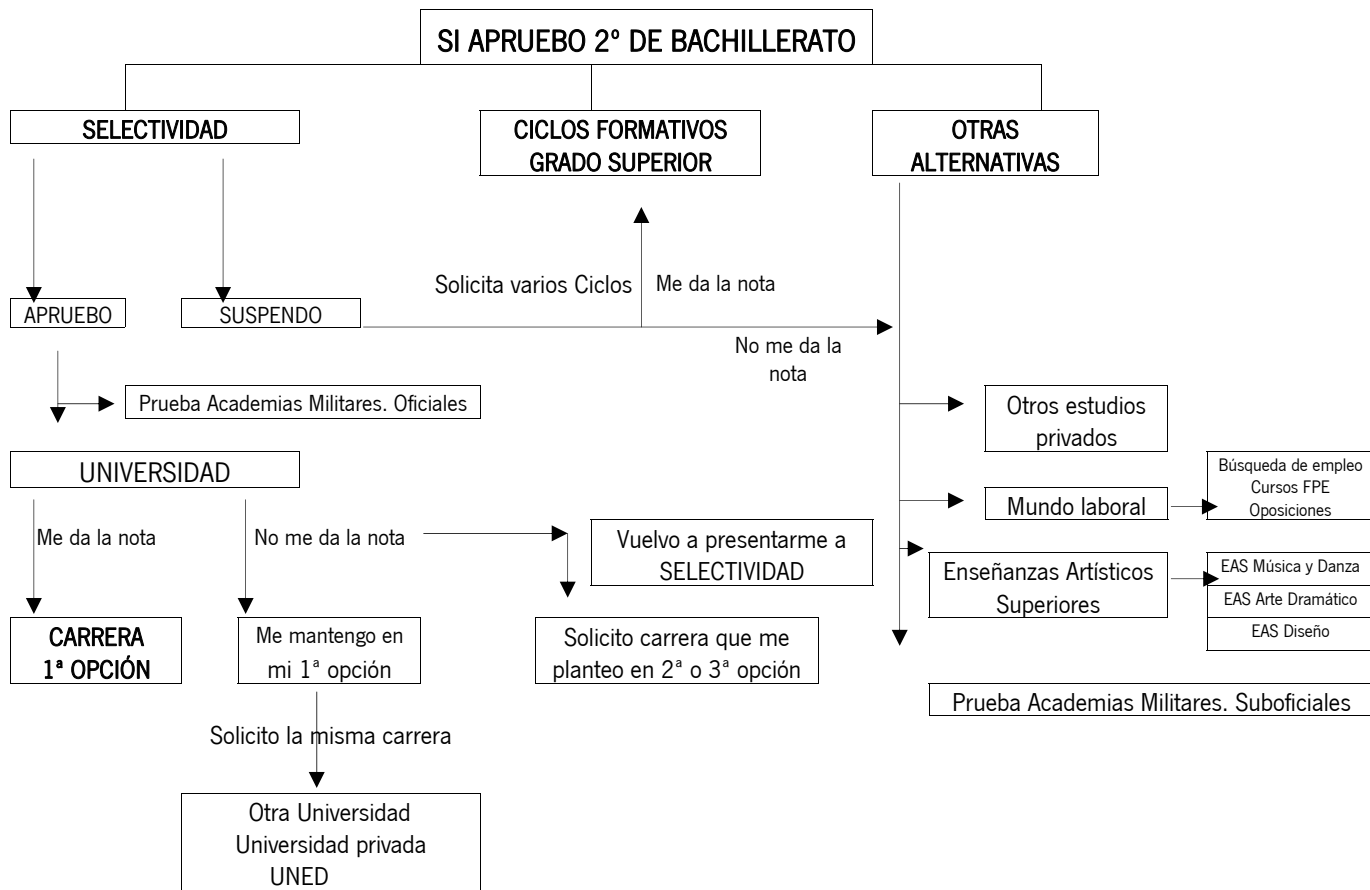 SI APRUEBO 2º DE BACHILLERATO
SELECTIVIDAD
CICLOS FORMATIVOS
GRADO SUPERIOR
OTRAS
ALTERNATIVAS
Solicita varios Ciclos
Me da la nota
APRUEBO
SUSPENDO
No me da la
nota
Prueba Academias Militares. Oficiales
Otros estudios
privados
UNIVERSIDAD
Búsqueda de empleo
Cursos FPE
Oposiciones
Mundo laboral
Me da la nota
No me da la nota
Vuelvo a presentarme a
SELECTIVIDAD
Enseñanzas Artísticos
Superiores
EAS Música y Danza
EAS Arte Dramático
EAS Diseño
CARRERA
1ª OPCIÓN
Me mantengo en
mi 1ª opción
Solicito carrera que me
planteo en 2ª o 3ª opción
Prueba Academias Militares. Suboficiales
Solicito la misma carrera
Otra Universidad
Universidad privada
UNED